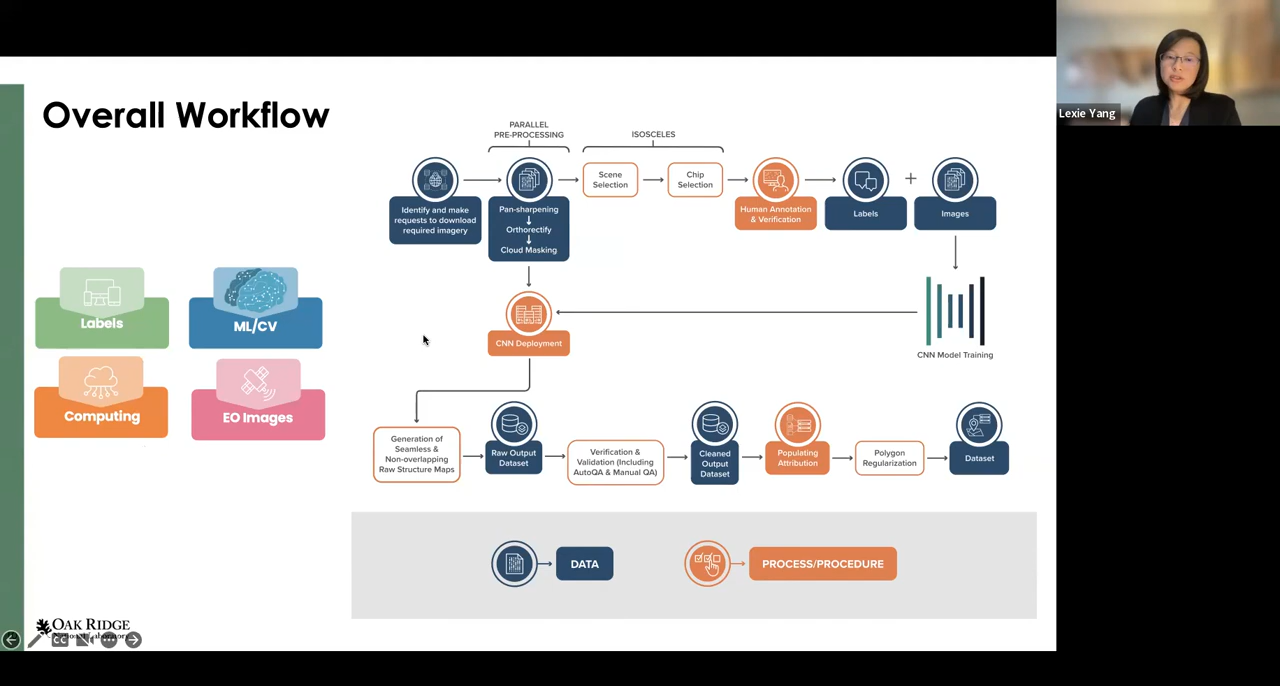 Overall Workflow
Lexie Yang
PARALLEL
PRE-PROCESSING
ISOSCELES
Identify and make
requests to download
required imagery
Pan-sharpening
Orthorectify
Cloud Masking
Scene
Selection
Chip
Selection
Human Annotation
& Verification
Labels
+
Images
Labels
ML/CV
Computing
EO Images
CNN Deployment
CNN Model Training
Generation of
Seamless &
Non-overlapping
Raw Structure Maps
Raw Output
Dataset
Verification &
Validation (Including
AutoQA & Manual QA)
Cleaned
Output
Dataset
Populating
Attribution
Polygon
Regularization
Dataset
DATA
PROCESS/PROCEDURE
OAK RIDGE
National Laboratory
CC